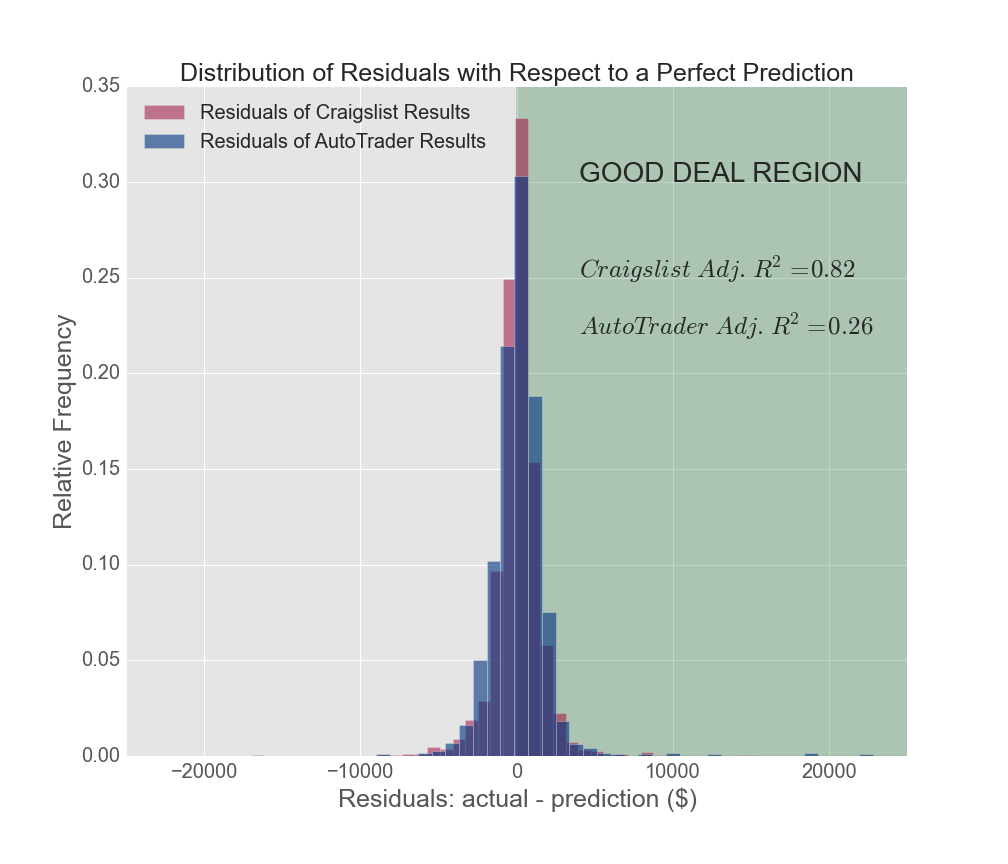 Distribution of Residuals with Respect to a Perfect Prediction
Residuals of Craigslist Results
Residuals of AutoTrader Results
GOOD DEAL REGION
Craigslist Adj. R² =0.82
AutoTrader Adj. R² =0.26
Relative Frequency
0.35
0.30
0.25
0.20
0.15
0.10
0.05
0.00
−20000 −10000 0 10000 20000
Residuals: actual - prediction ($)